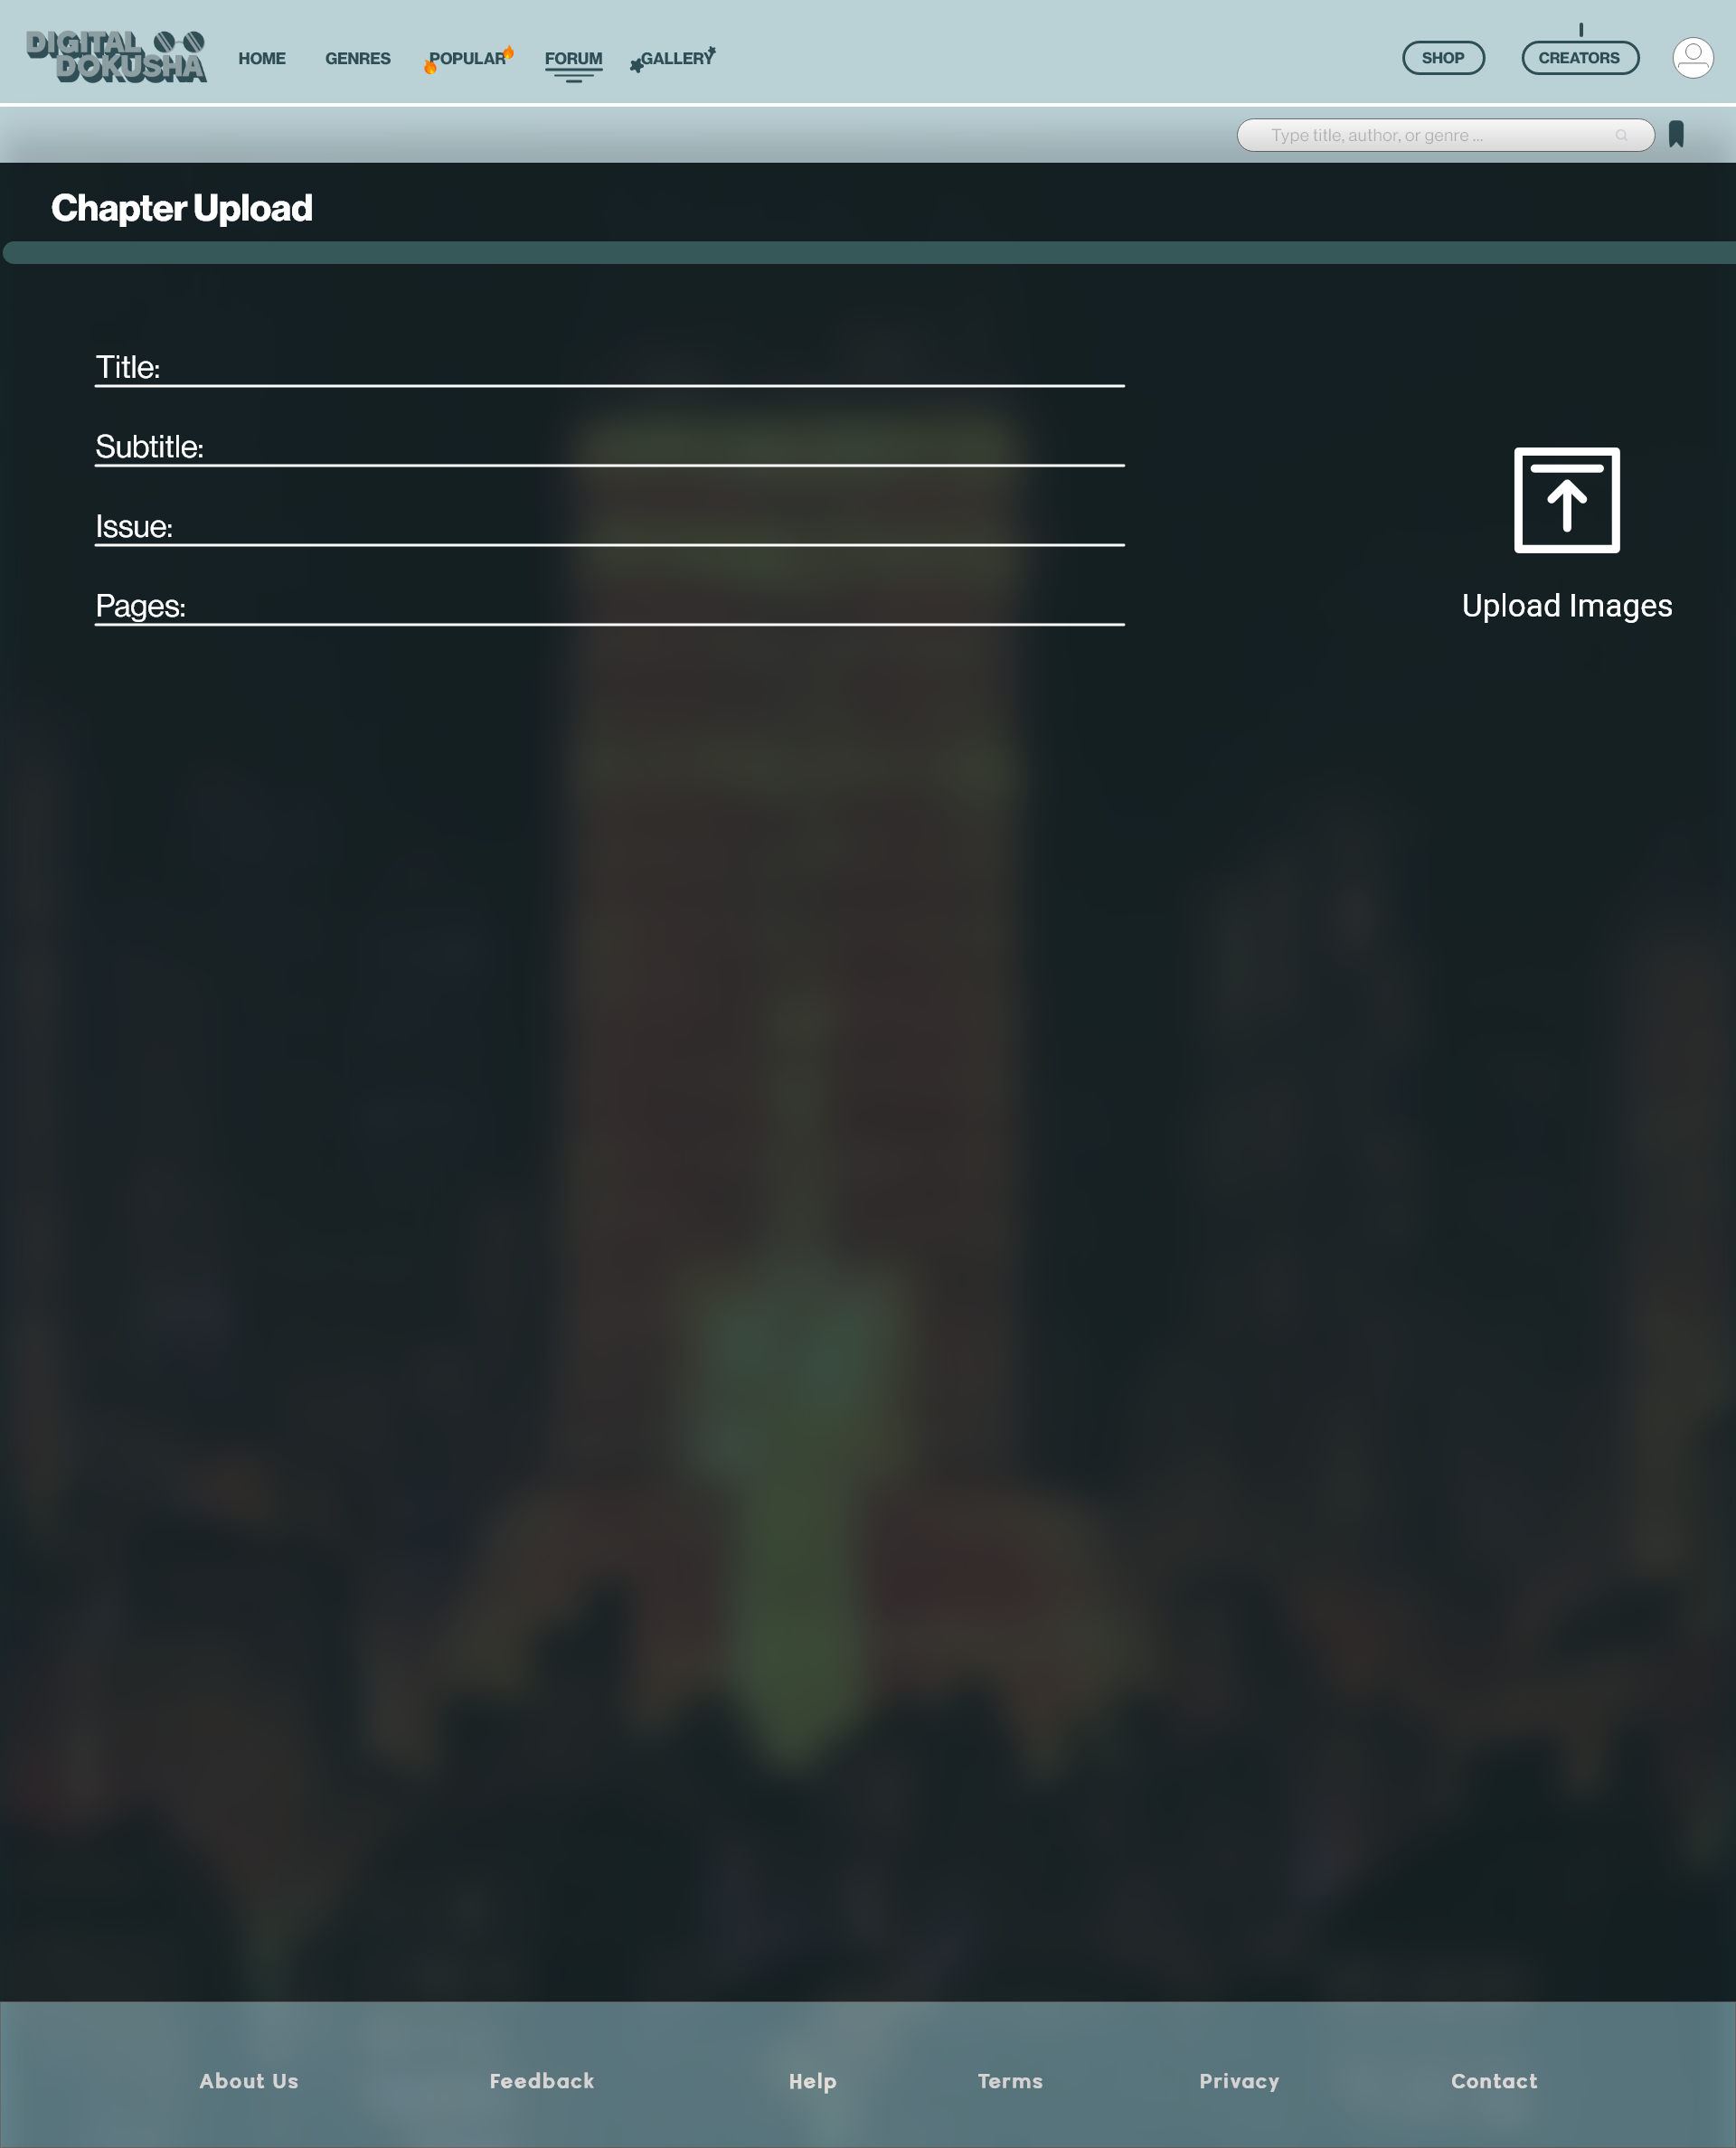 DIGITAL
DOKUSHA
HOME GENRES POPULAR FORUM GALLERY SHOP CREATORS
Type title, author, or genre ...
Chapter Upload
Title:
Subtitle:
Issue:
Pages:
Upload Images
About Us Feedback Help Terms Privacy Contact